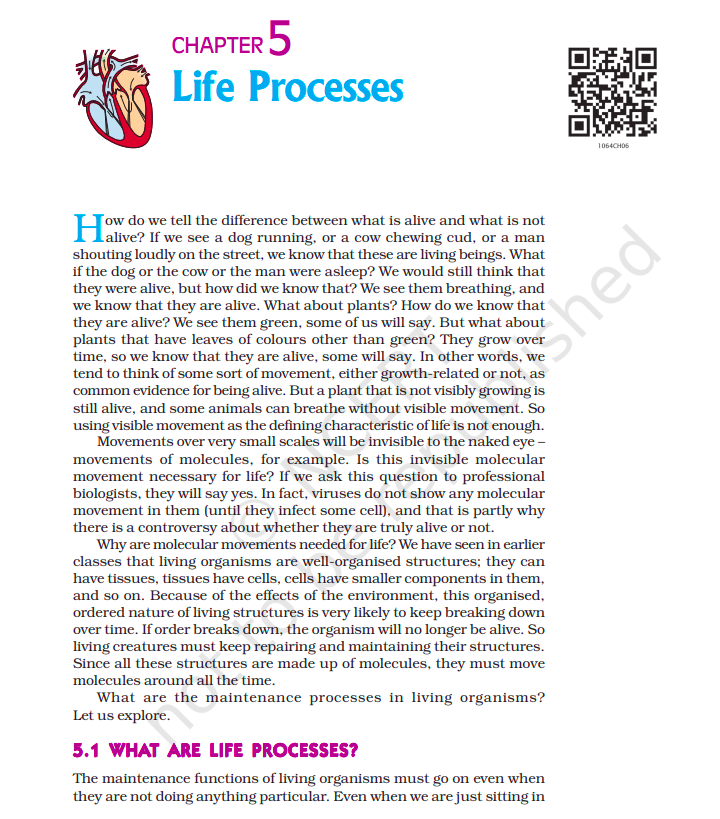 CHAPTER 5
Life Processes
1064CH06
How do we tell the difference between what is alive and what is not
alive? If we see a dog running, or a cow chewing cud, or a man
shouting loudly on the street, we know that these are living beings. What
if the dog or the cow or the man were asleep? We would still think that
they were alive, but how did we know that? We see them breathing, and
we know that they are alive. What about plants? How do we know that
they are alive? We see them green, some of us will say. But what about
plants that have leaves of colours other than green? They grow over
time, so we know that they are alive, some will say. In other words, we
tend to think of some sort of movement, either growth-related or not, as
common evidence for being alive. But a plant that is not visibly growing is
still alive, and some animals can breathe without visible movement. So
using visible movement as the defining characteristic of life is not enough.
Movements over very small scales will be invisible to the naked eye –
movements of molecules, for example. Is this invisible molecular
movement necessary for life? If we ask this question to professional
biologists, they will say yes. In fact, viruses do not show any molecular
movement in them (until they infect some cell), and that is partly why
there is a controversy about whether they are truly alive or not.
Why are molecular movements needed for life? We have seen in earlier
classes that living organisms are well-organised structures; they can
have tissues, tissues have cells, cells have smaller components in them,
and so on. Because of the effects of the environment, this organised,
ordered nature of living structures is very likely to keep breaking down
over time. If order breaks down, the organism will no longer be alive. So
living creatures must keep repairing and maintaining their structures.
Since all these structures are made up of molecules, they must move
molecules around all the time.
What are the maintenance processes in living organisms?
Let us explore.
5.1 WHAT ARE LIFE PROCESSES?
The maintenance functions of living organisms must go on even when
they are not doing anything particular. Even when we are just sitting in
© NCERT
not to be republished